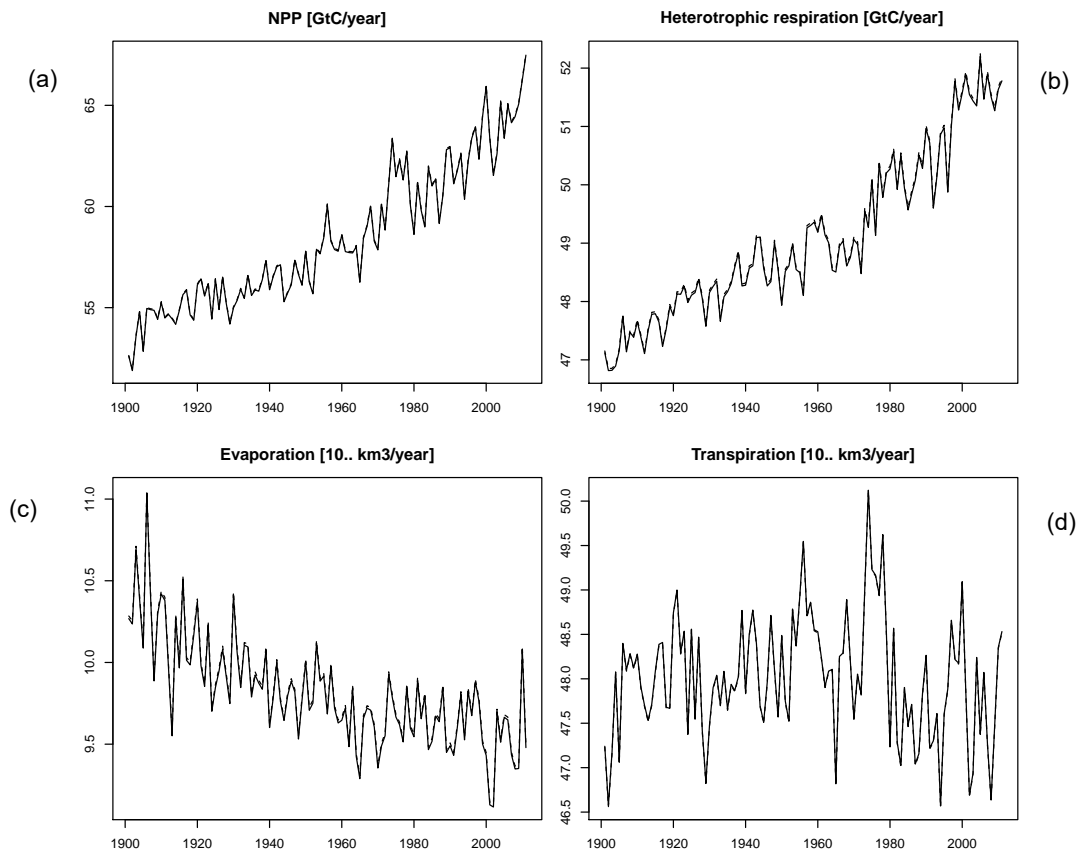 NPP [GtC/year]
Heterotrophic respiration [GtC/year]
(a)
55 60 65
1900 1920 1940 1960 1980 2000
(b)
47 48 49 50 51 52
1900 1920 1940 1960 1980 2000
Evaporation [10.. km3/year]
Transpiration [10.. km3/year]
(c)
9.5 10.0 10.5 11.0
1900 1920 1940 1960 1980 2000
(d)
46.5 47.0 47.5 48.0 48.5 49.0 49.5 50.0
1900 1920 1940 1960 1980 2000